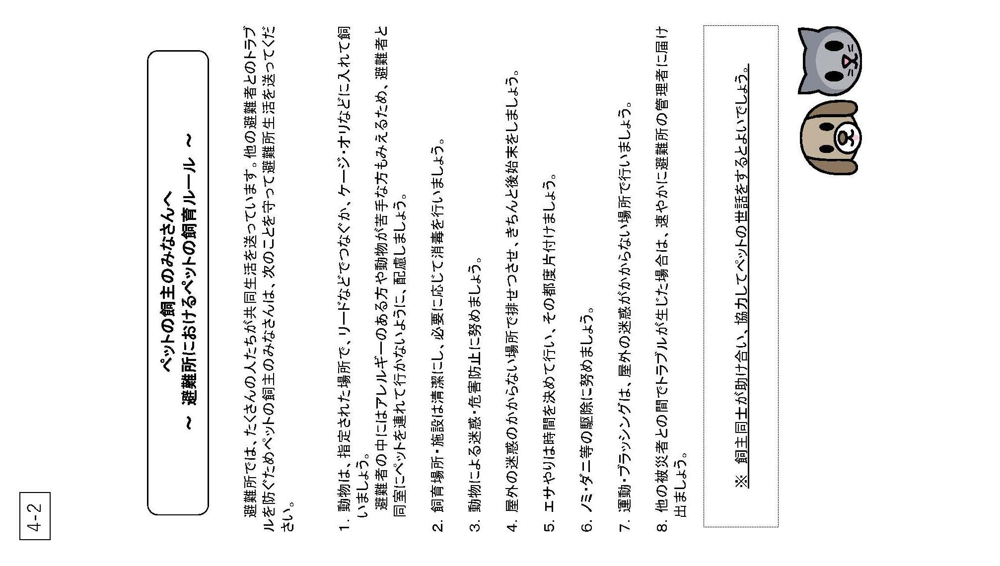 4-2
ペットの飼主のみなさんへ
～ 避難所におけるペットの飼育ルール ～
避難所では、たくさんの人たちが共同生活を送っています。他の避難者とのトラブ
ルを防ぐためペットの飼主のみなさんは、次のことを守って避難所生活を送ってくだ
さい。
1. 動物は、指定された場所で、リードなどでつなぐか、ケージ・オリなどに入れて飼
いましょう。
避難者の中にはアレルギーのある方や動物が苦手な方もみえるため、避難者と
同室にペットを連れて行かないように、配慮しましょう。
2. 飼育場所・施設は清潔にし、必要に応じて消毒を行いましょう。
3. 動物による迷惑・危害防止に努めましょう。
4. 屋外の迷惑のかからない場所で排せつさせ、きちんと後始末をしましょう。
5. エサやりは時間を決めて行い、その都度片付けましょう。
6. ノミ・ダニ等の駆除に努めましょう。
7. 運動・ブラッシングは、屋外の迷惑がかからない場所で行いましょう。
8. 他の被災者との間でトラブルが生じた場合は、速やかに避難所の管理者に届け
出ましょう。
※ 飼主同士が助け合い、協力してペットの世話をするとよいでしょう。